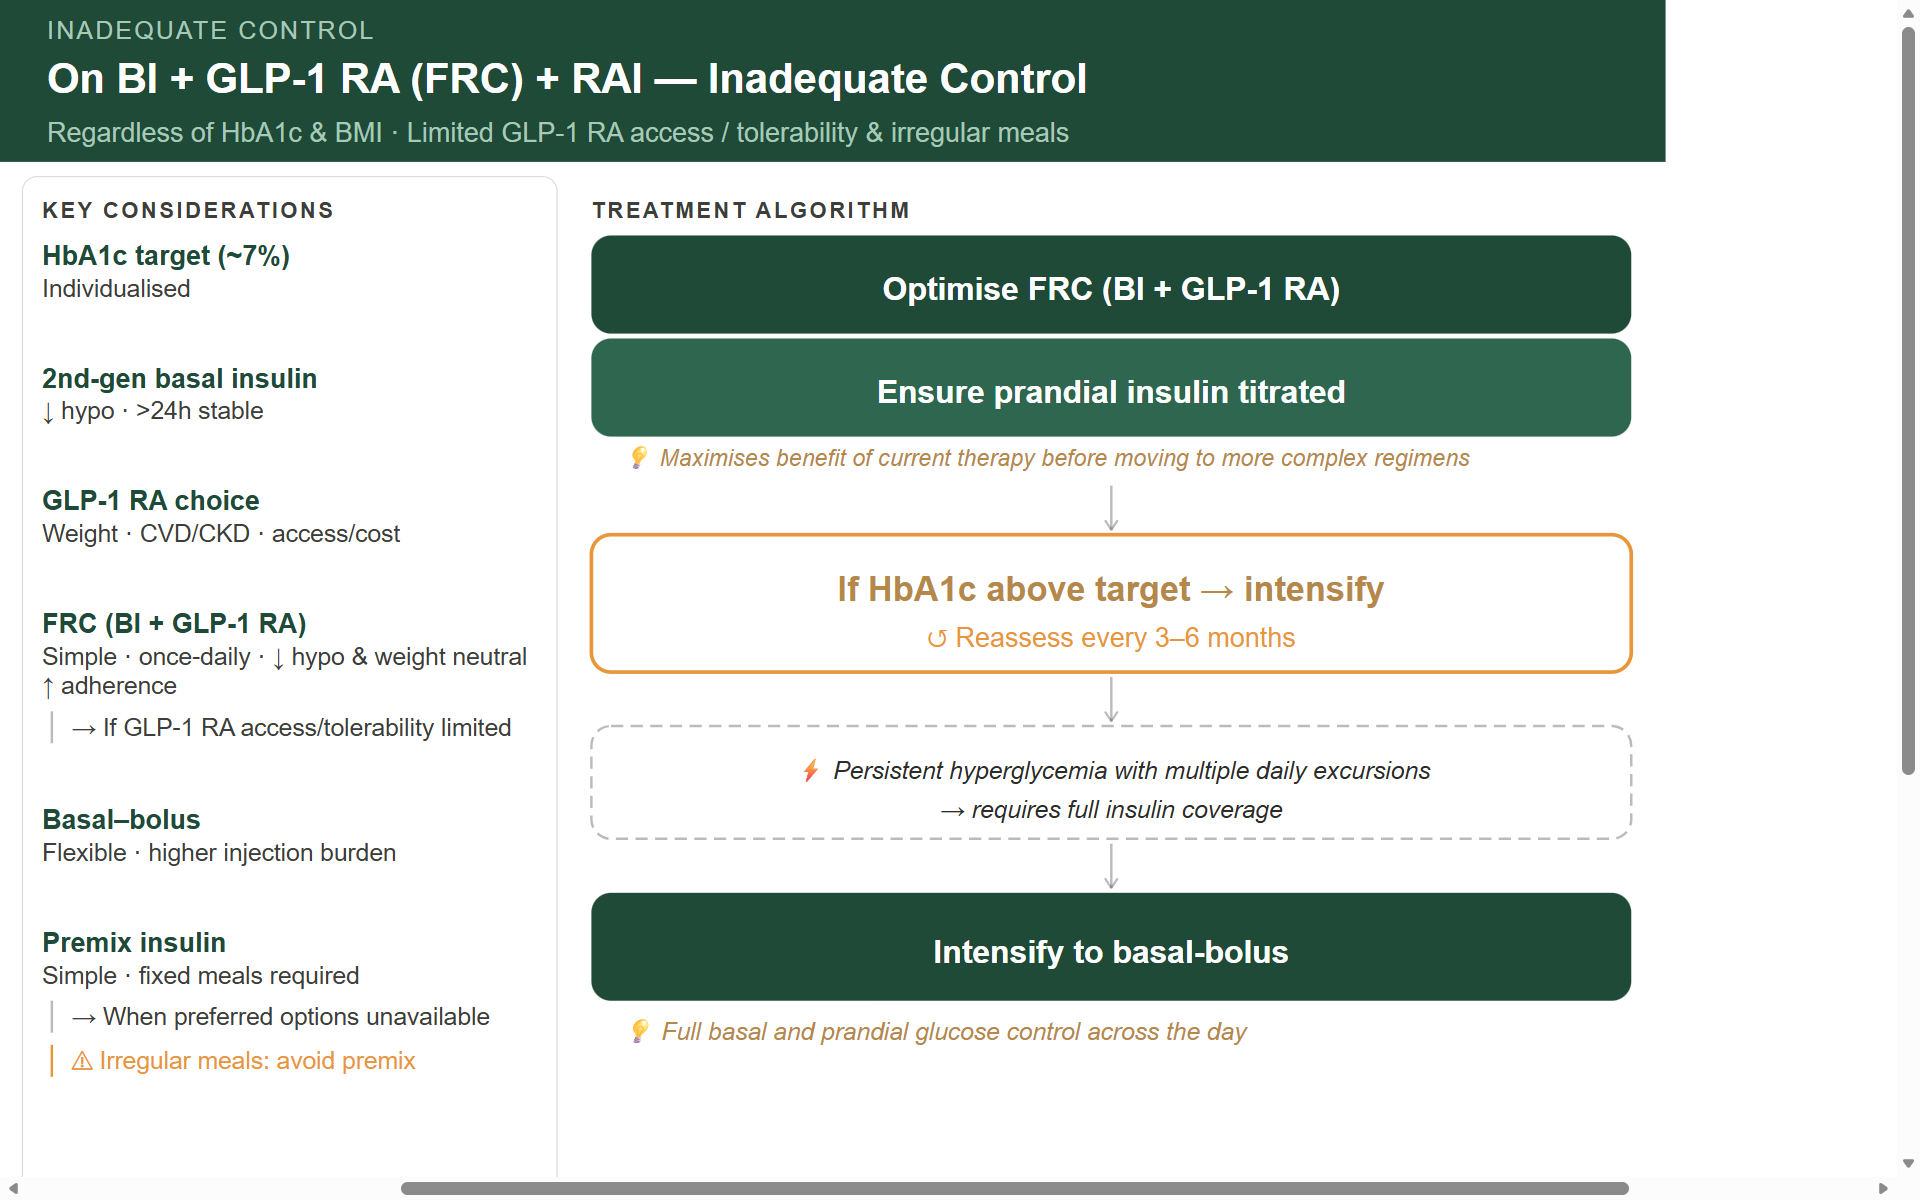 INADEQUATE CONTROL
On BI + GLP-1 RA (FRC) + RAI — Inadequate Control
Regardless of HbA1c & BMI · Limited GLP-1 RA access / tolerability & irregular meals
KEY CONSIDERATIONS
HbA1c target (~7%)
Individualised
2nd-gen basal insulin
↓ hypo · >24h stable
GLP-1 RA choice
Weight · CVD/CKD · access/cost
FRC (BI + GLP-1 RA)
Simple · once-daily · ↓ hypo & weight neutral
↑ adherence
→ If GLP-1 RA access/tolerability limited
Basal–bolus
Flexible · higher injection burden
Premix insulin
Simple · fixed meals required
→ When preferred options unavailable
⚠ Irregular meals: avoid premix
TREATMENT ALGORITHM
Optimise FRC (BI + GLP-1 RA)
Ensure prandial insulin titrated
💡 Maximises benefit of current therapy before moving to more complex regimens
If HbA1c above target → intensify
↺ Reassess every 3–6 months
⚡ Persistent hyperglycemia with multiple daily excursions
→ requires full insulin coverage
Intensify to basal-bolus
💡 Full basal and prandial glucose control across the day